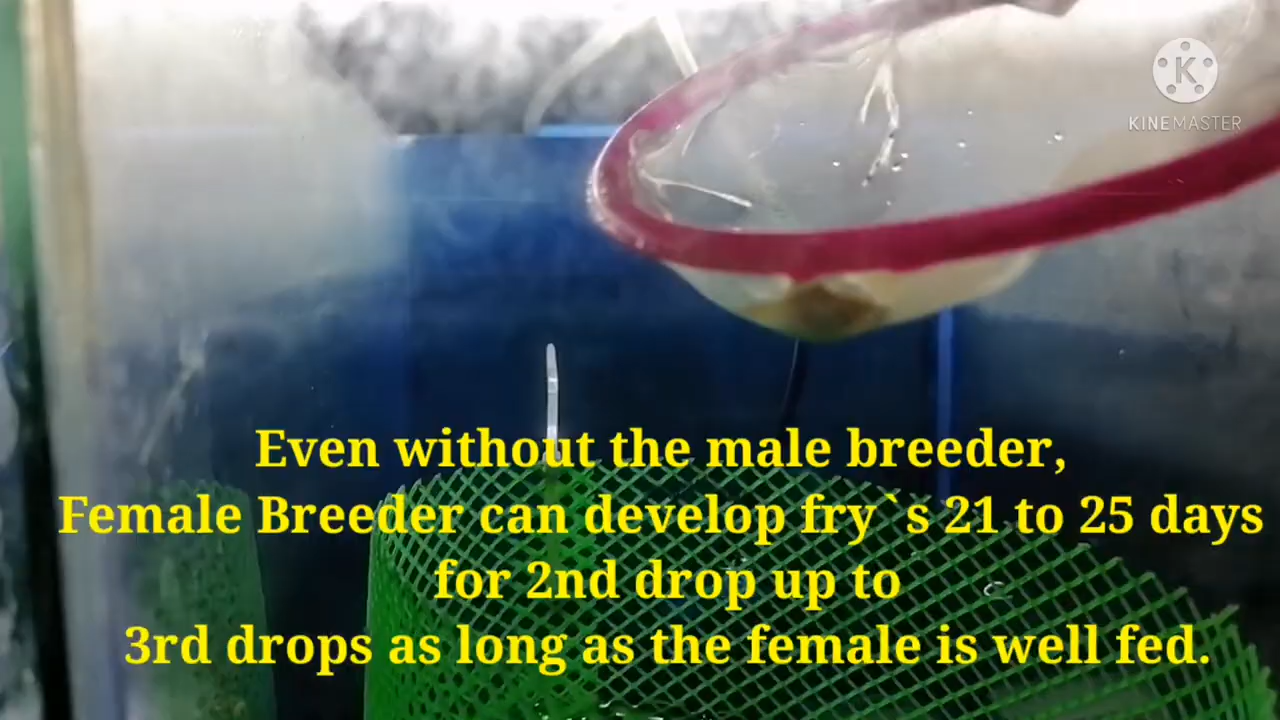 KINEMASTER
Even without the male breeder,
Female Breeder can develop fry`s 21 to 25 days
for 2nd drop up to
3rd drops as long as the female is well fed.